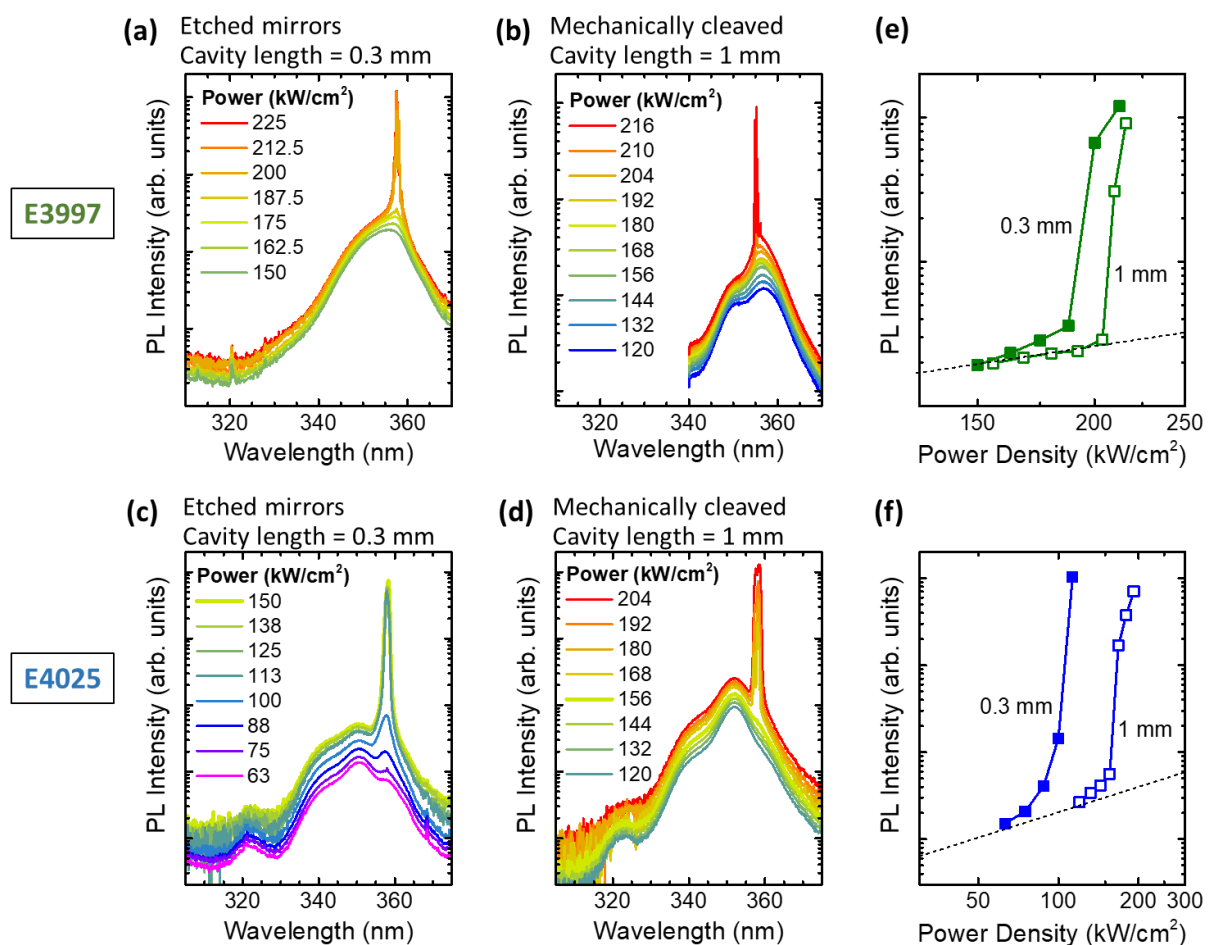 (a) Etched mirrors
Cavity length = 0.3 mm
(b) Mechanically cleaved
Cavity length = 1 mm
(e)
E3997
PL Intensity (arb. units)
Power (kW/cm²)
225
212.5
200
187.5
175
162.5
150
320 340 360
Wavelength (nm)
PL Intensity (arb. units)
Power (kW/cm²)
216
210
204
192
180
168
156
144
132
120
320 340 360
Wavelength (nm)
PL Intensity (arb. units)
0.3 mm
1 mm
150 200 250
Power Density (kW/cm²)
(c) Etched mirrors
Cavity length = 0.3 mm
(d) Mechanically cleaved
Cavity length = 1 mm
(f)
E4025
PL Intensity (arb. units)
Power (kW/cm²)
150
138
125
113
100
88
75
63
320 340 360
Wavelength (nm)
PL Intensity (arb. units)
Power (kW/cm²)
204
192
180
168
156
144
132
120
320 340 360
Wavelength (nm)
PL Intensity (arb. units)
0.3 mm
1 mm
50 100 200 300
Power Density (kW/cm²)